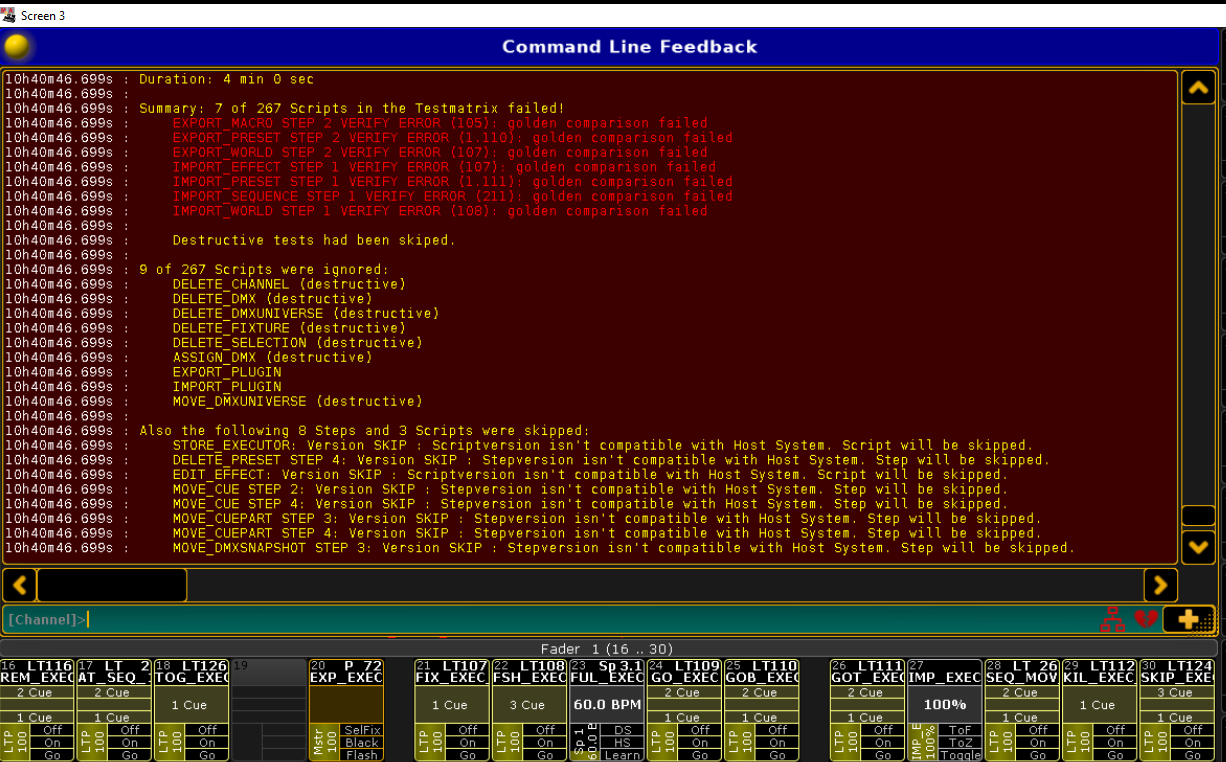 Screen 3
Command Line Feedback
10h40m46.699s : Duration: 4 min 0 sec
10h40m46.699s :
10h40m46.699s : Summary: 7 of 267 Scripts in the Testmatrix failed!
10h40m46.699s : EXPORT_MACRO STEP 2 VERIFY ERROR (105): golden comparison failed
10h40m46.699s : EXPORT_PRESET STEP 2 VERIFY ERROR (1.110): golden comparison failed
10h40m46.699s : EXPORT_WORLD STEP 2 VERIFY ERROR (107): golden comparison failed
10h40m46.699s : IMPORT_EFFECT STEP 1 VERIFY ERROR (107): golden comparison failed
10h40m46.699s : IMPORT_PRESET STEP 1 VERIFY ERROR (1.111): golden comparison failed
10h40m46.699s : IMPORT_SEQUENCE STEP 1 VERIFY ERROR (211): golden comparison failed
10h40m46.699s : IMPORT_WORLD STEP 1 VERIFY ERROR (108): golden comparison failed
10h40m46.699s :
10h40m46.699s : Destructive tests had been skiped.
10h40m46.699s :
10h40m46.699s : 9 of 267 Scripts were ignored:
10h40m46.699s : DELETE_CHANNEL (destructive)
10h40m46.699s : DELETE_DMX (destructive)
10h40m46.699s : DELETE_DMXUNIVERSE (destructive)
10h40m46.699s : DELETE_FIXTURE (destructive)
10h40m46.699s : DELETE_SELECTION (destructive)
10h40m46.699s : ASSIGN_DMX (destructive)
10h40m46.699s : EXPORT_PLUGIN
10h40m46.699s : IMPORT_PLUGIN
10h40m46.699s : MOVE_DMXUNIVERSE (destructive)
10h40m46.699s :
10h40m46.699s : Also the following 8 Steps and 3 Scripts were skipped:
10h40m46.699s : STORE_EXECUTOR: Version SKIP : Scriptversion isn't compatible with Host System. Script will be skipped.
10h40m46.699s : DELETE_PRESET STEP 4: Version SKIP : Stepversion isn't compatible with Host System. Step will be skipped.
10h40m46.699s : EDIT_EFFECT: Version SKIP : Scriptversion isn't compatible with Host System. Script will be skipped.
10h40m46.699s : MOVE_CUE STEP 2: Version SKIP : Stepversion isn't compatible with Host System. Step will be skipped.
10h40m46.699s : MOVE_CUE STEP 4: Version SKIP : Stepversion isn't compatible with Host System. Step will be skipped.
10h40m46.699s : MOVE_CUEPART STEP 3: Version SKIP : Stepversion isn't compatible with Host System. Step will be skipped.
10h40m46.699s : MOVE_CUEPART STEP 4: Version SKIP : Stepversion isn't compatible with Host System. Step will be skipped.
10h40m46.699s : MOVE_DMXSNAPSHOT STEP 3: Version SKIP : Stepversion isn't compatible with Host System. Step will be skipped.
[Channel]>
Fader 1 (16 .. 30)
16 LT116 17 LT_2 18 LT126 19 20 P 72 21 LT107 22 LT108 23 Sp 3.1 24 LT109 25 LT110 26 LT111 27 28 LT_26 29 LT112 30 LT124
REM_EXEC AT_SEQ_ TOG_EXEC EXP_EXEC FIX_EXEC FSH_EXEC FUL_EXEC GO_EXEC GOB_EXEC GOT_EXEC IMP_EXEC SEQ_MOV KIL_EXEC SKIP_EXE
2 Cue 2 Cue 2 Cue 2 Cue 2 Cue 2 Cue 3 Cue
1 Cue 1 Cue 3 Cue 60.0 BPM 100% 1 Cue
1 Cue 1 Cue 1 Cue 1 Cue 1 Cue 1 Cue 1 Cue
LTP 100 LTP 100 LTP 100 Mstr 100 LTP 100 LTP 100 Sp 1 LTP 100 LTP 100 LTP 100 100% LTP 100 LTP 100 LTP 100
Off Off Off SelFix Off Off DS Off Off Off ToF Off Off Off
On On On Black On On HS On On On ToZ On On On
Go Go Go Flash Go Go Learn Go Go Go Toggle Go Go Go